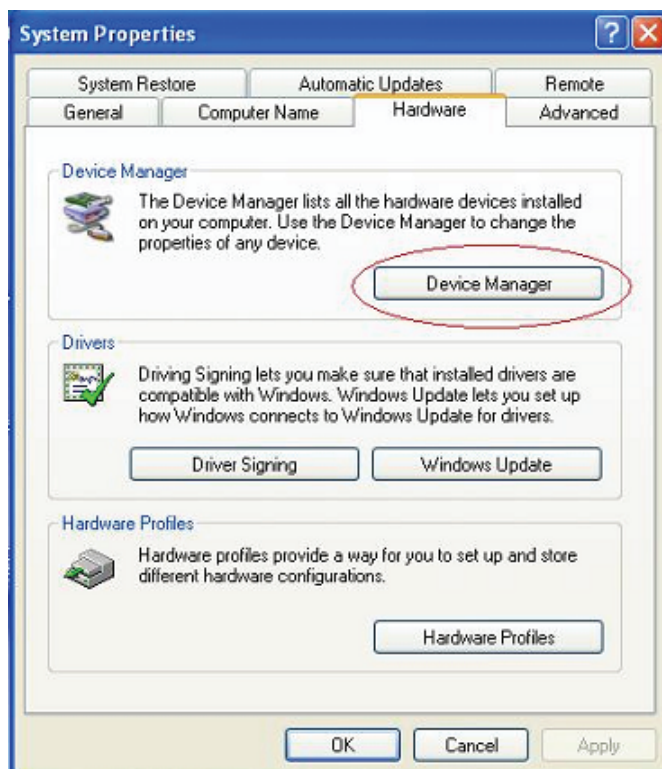 System Properties
System Restore Automatic Updates Remote
General Computer Name Hardware Advanced
Device Manager
The Device Manager lists all the hardware devices installed
on your computer. Use the Device Manager to change the
properties of any device.
Device Manager
Drivers
Driving Signing lets you make sure that installed drivers are
compatible with Windows. Windows Update lets you set up
how Windows connects to Windows Update for drivers.
Driver Signing Windows Update
Hardware Profiles
Hardware profiles provide a way for you to set up and store
different hardware configurations.
Hardware Profiles
OK Cancel Apply